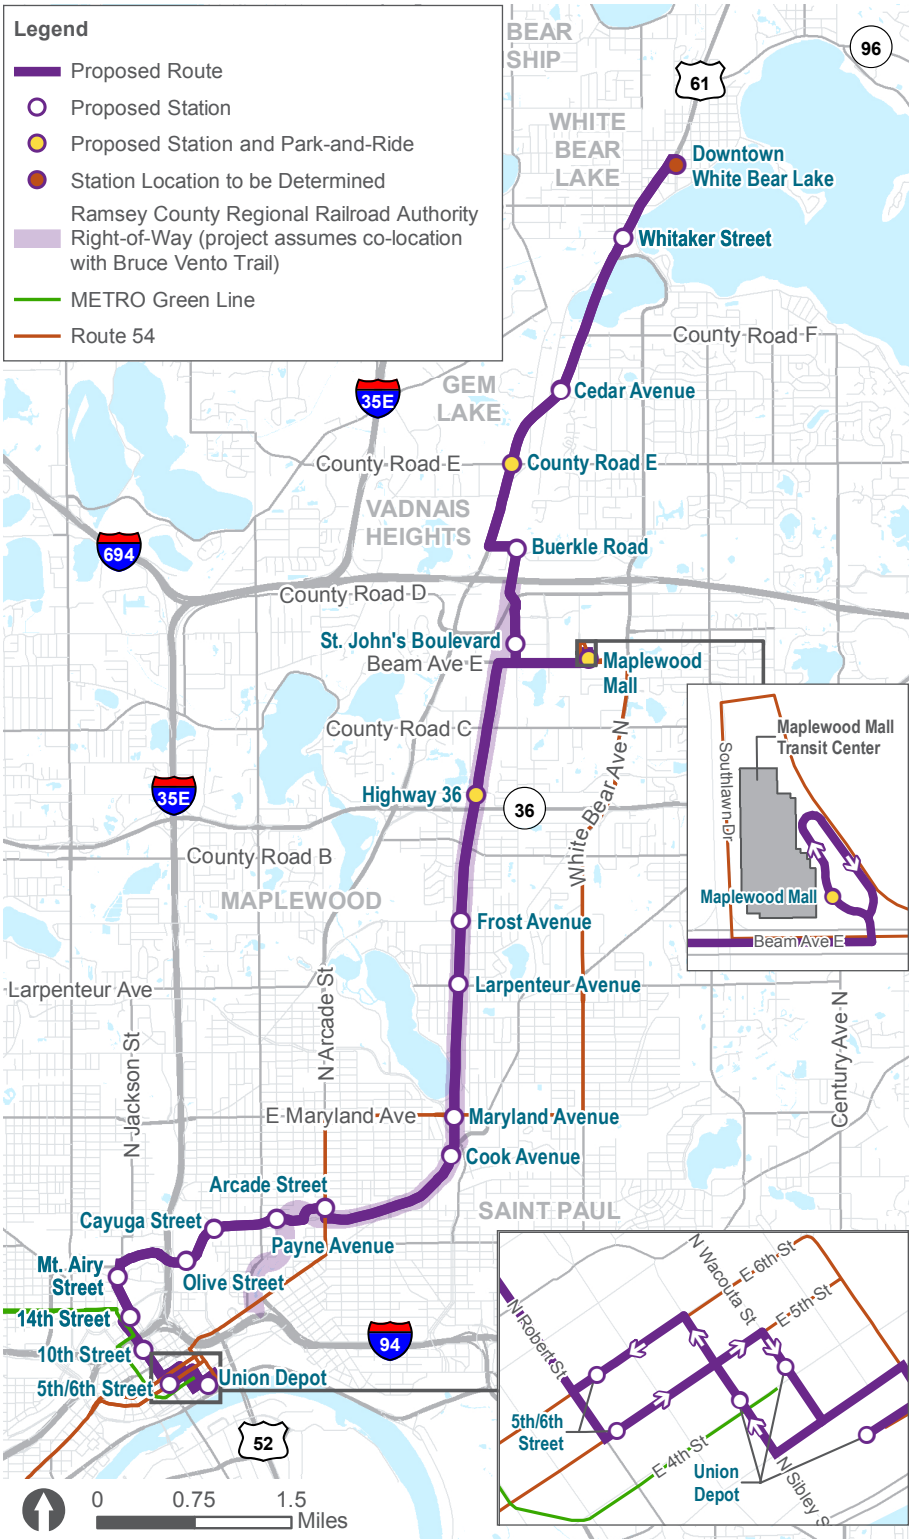 Legend
Proposed Route
Proposed Station
Proposed Station and Park-and-Ride
Station Location to be Determined
Ramsey County Regional Railroad Authority
Right-of-Way (project assumes co-location
with Bruce Vento Trail)
METRO Green Line
Route 54
BEAR
SHIP
96
61
WHITE
BEAR
LAKE
Downtown
White Bear Lake
Whitaker Street
County Road F
35E
GEM
LAKE
Cedar Avenue
County Road E
County Road E
VADNAIS
HEIGHTS
694
Buerkle Road
County Road D
St. John's Boulevard
Beam Ave E
Maplewood
Mall
County Road C
35E
Highway 36
36
White Bear Ave N
Maplewood Mall
Transit Center
Southlawn Dr
Maplewood Mall
Beam Ave E
County Road B
MAPLEWOOD
Frost Avenue
Larpenteur Ave
Larpenteur Avenue
N Arcade St
N Jackson St
Century Ave N
E Maryland Ave
Maryland Avenue
Cook Avenue
Arcade Street
SAINT PAUL
Cayuga Street
Payne Avenue
Mt. Airy
Street
Olive Street
14th Street
94
10th Street
5th/6th Street
Union Depot
52
N Wacouta St
E 6th St
E 5th St
N Robert St
5th/6th
Street
E 4th St
Union
Depot
N Sibley S
0
0.75
1.5
Miles